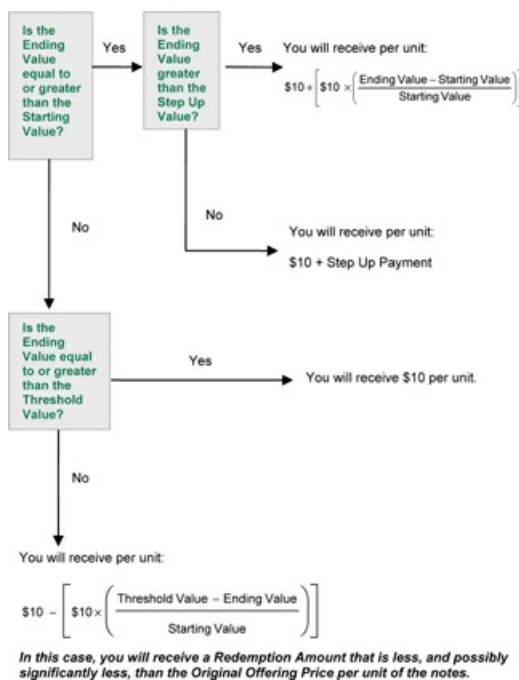 Is the
Ending
Value
equal to
or greater
than the
Starting
Value?
Yes
Is the
Ending
Value
greater
than the
Step Up
Value?
Yes
You will receive per unit:
$10 + [ $10 × ( Ending Value – Starting Value
Starting Value ) ]
No
No
You will receive per unit:
$10 + Step Up Payment
Is the
Ending
Value equal
to or greater
than the
Threshold
Value?
Yes
You will receive $10 per unit.
No
You will receive per unit:
$10 – [ $10 × ( Threshold Value – Ending Value
Starting Value ) ]
In this case, you will receive a Redemption Amount that is less, and possibly
significantly less, than the Original Offering Price per unit of the notes.